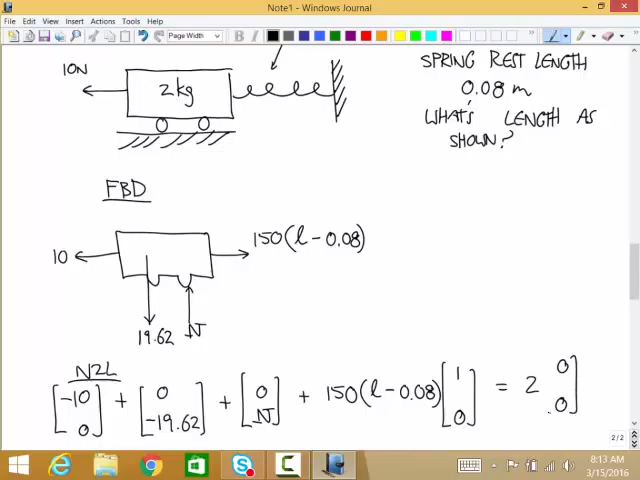 Note1 - Windows Journal
File Edit View Insert Actions Tools Help
Page Width
10N
2kg
SPRING REST LENGTH
0.08 m
WHAT'S LENGTH AS
SHOWN?
FBD
10
150(l-0.08)
19.62 N
N2L
[-10 0] + [0 -19.62] + [0 N] + 150(l-0.08)[1 0] = 2 0 0]
2/2
8:13 AM
3/15/2016